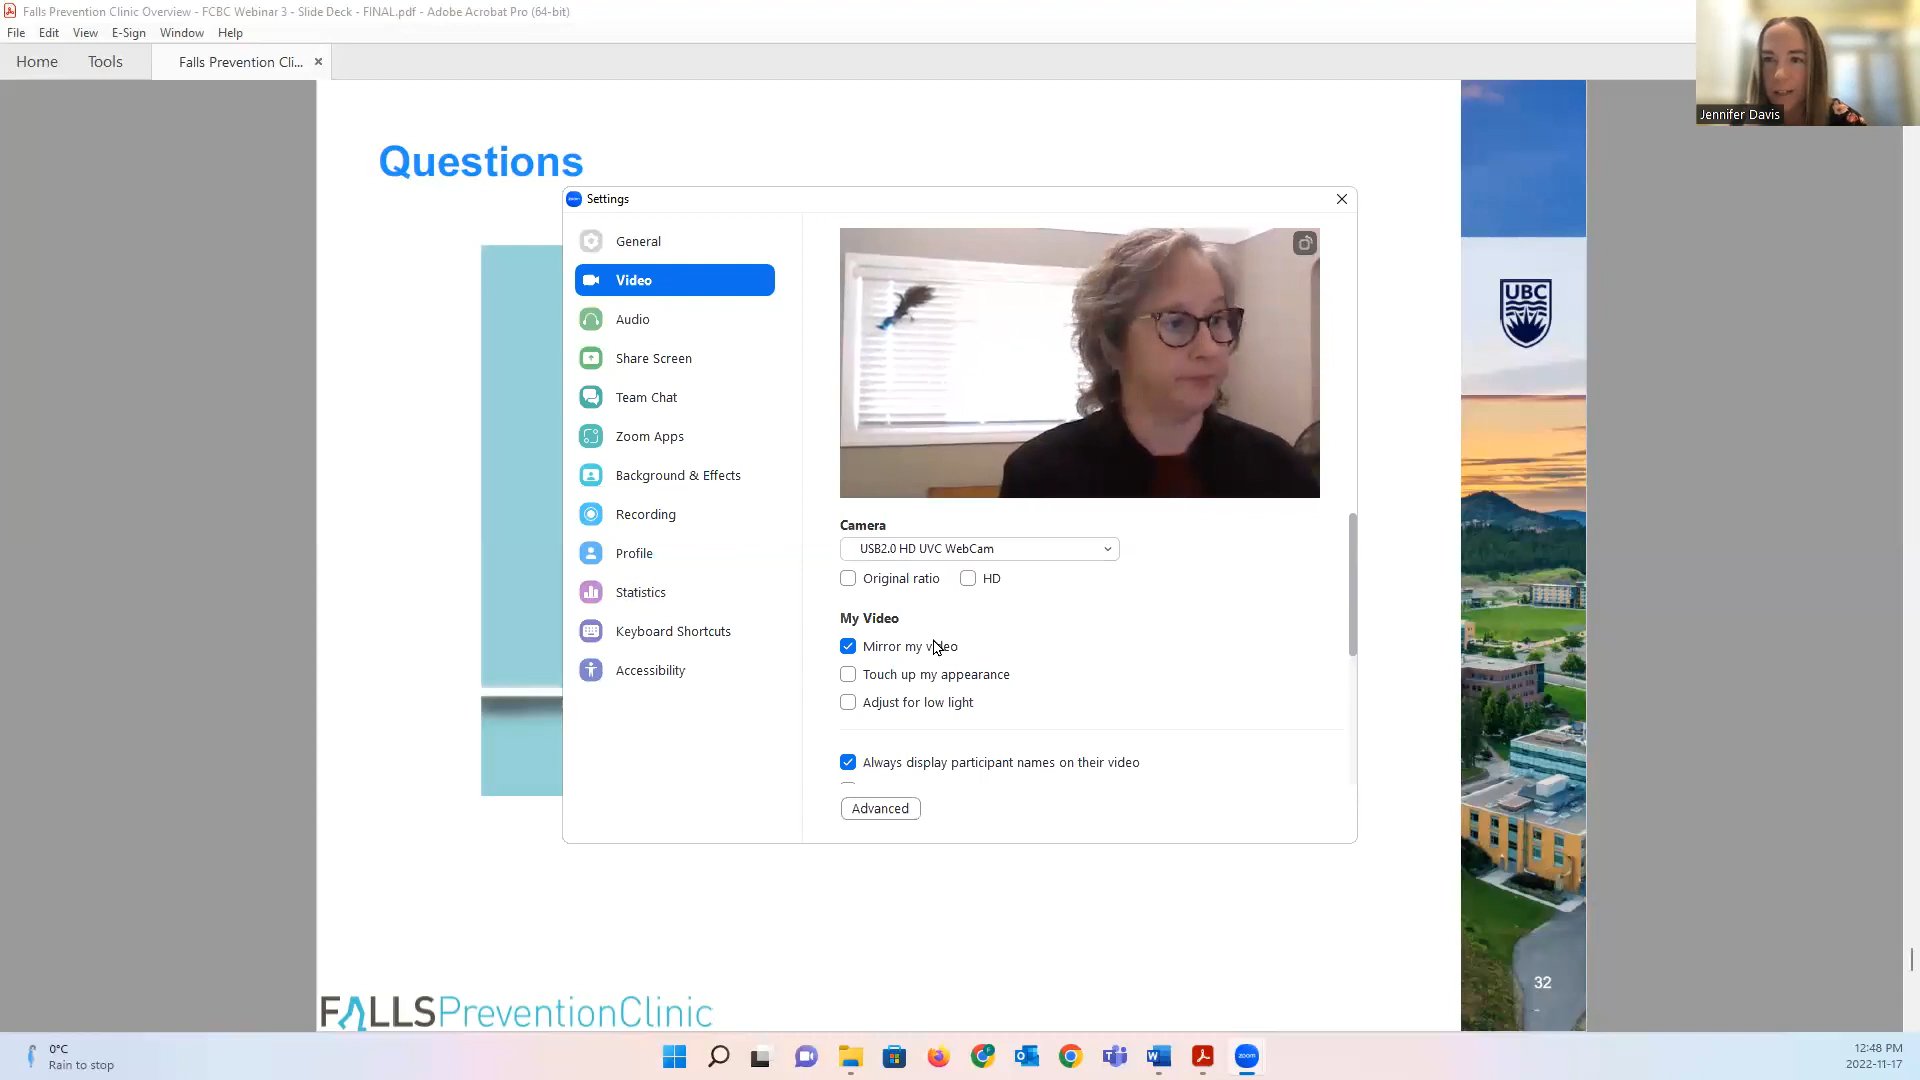 Falls Prevention Clinic Overview - FCBC Webinar 3 - Slide Deck - FINAL.pdf - Adobe Acrobat Pro (64-bit)
File Edit View E-Sign Window Help
Home Tools Falls Prevention Cli... ×
Jennifer Davis
Questions
Settings
General
Video
Audio
Share Screen
Team Chat
Zoom Apps
Background & Effects
Recording
Profile
Statistics
Keyboard Shortcuts
Accessibility
Camera
USB2.0 HD UVC WebCam
Original ratio HD
My Video
Mirror my video
Touch up my appearance
Adjust for low light
Always display participant names on their video
Advanced
UBC
32
FALLSPreventionClinic
0°C
Rain to stop
zoom
12:48 PM
2022-11-17